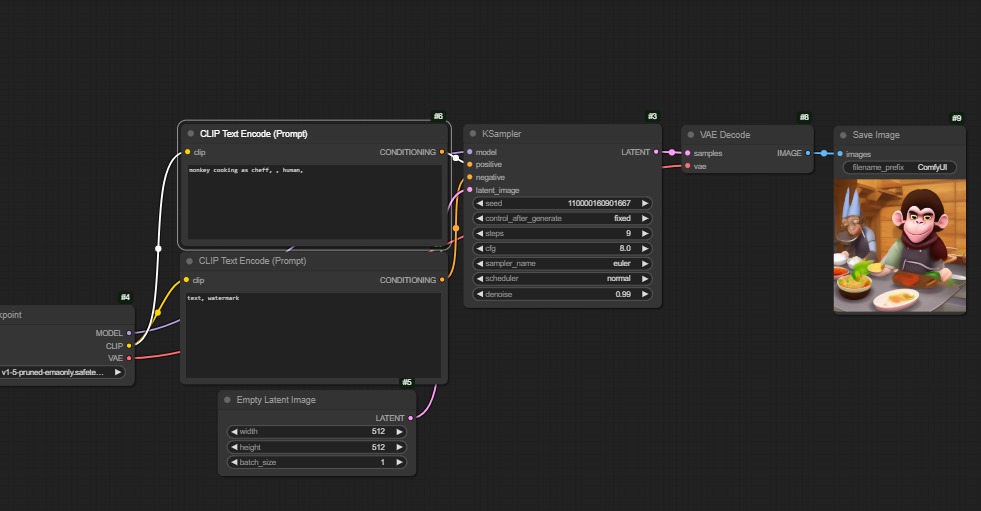 #6
CLIP Text Encode (Prompt)
clip
CONDITIONING
monkey cooking as cheff, , human,
CLIP Text Encode (Prompt)
clip
CONDITIONING
text, watermark
#4
MODEL
CLIP
VAE
v1-5-pruned-emaonly.safete...
#5
Empty Latent Image
LATENT
width 512
height 512
batch_size 1
#3
KSampler
model
LATENT
positive
negative
latent_image
seed 110000160901667
control_after_generate fixed
steps 9
cfg 8.0
sampler_name euler
scheduler normal
denoise 0.99
#8
VAE Decode
samples
IMAGE
vae
#9
Save Image
images
filename_prefix ComfyUI